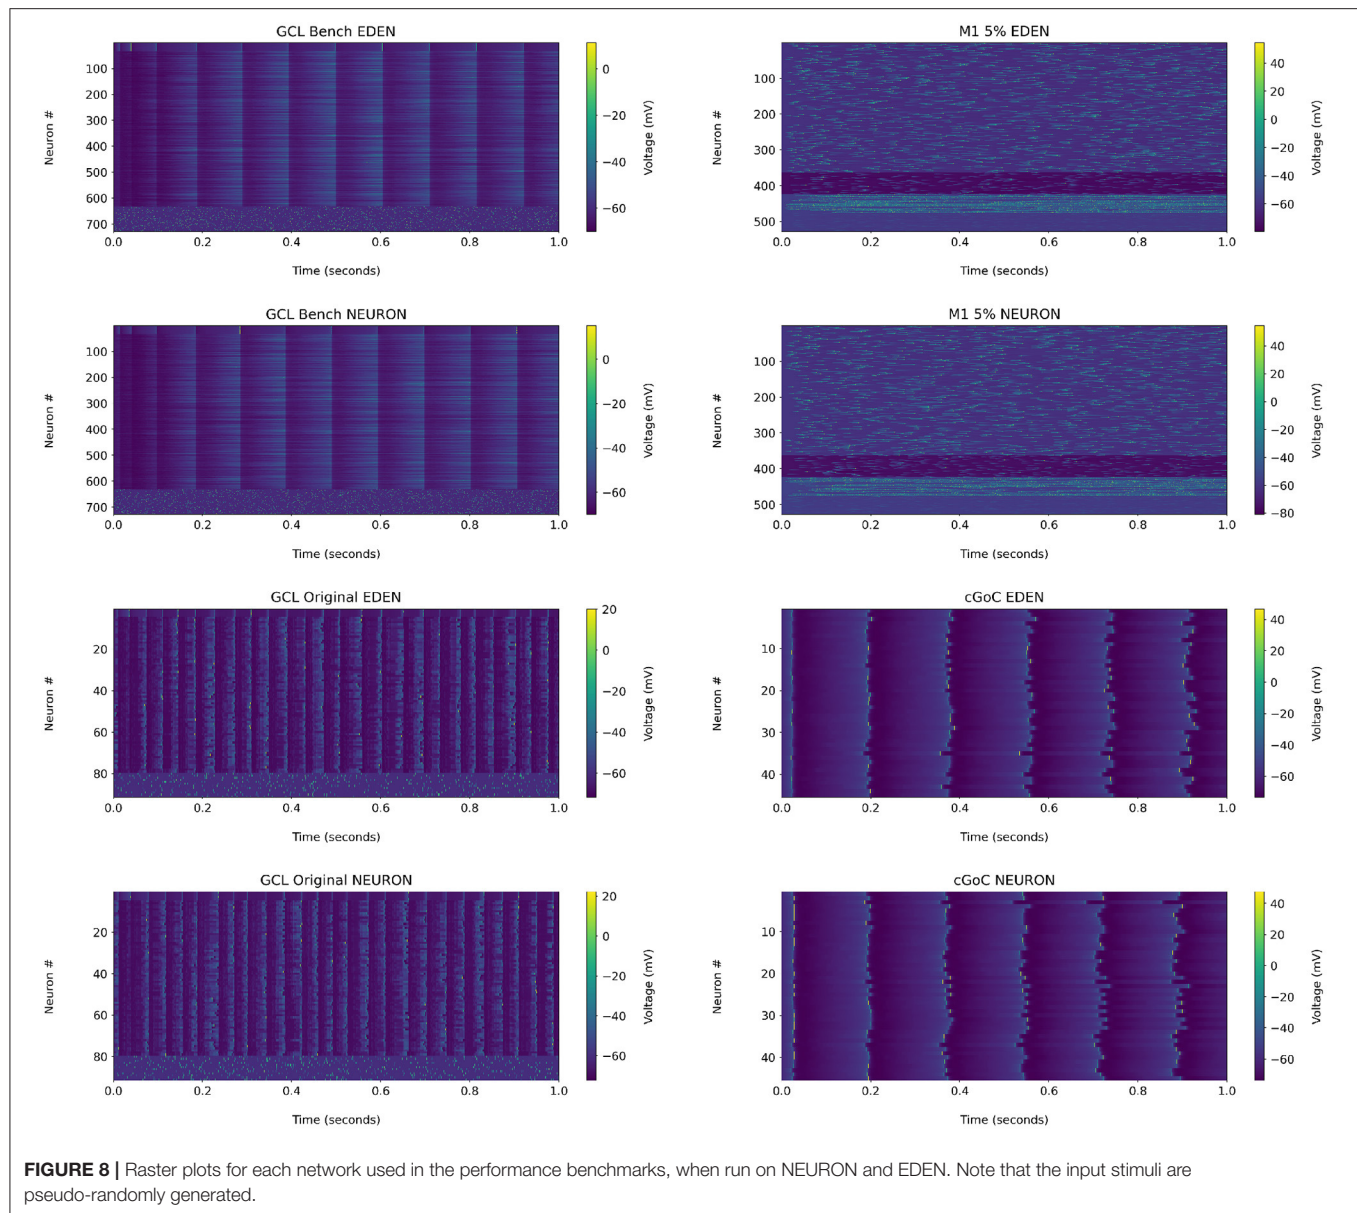 GCL Bench EDEN
Neuron #
100
200
300
400
500
600
700
0.0 0.2 0.4 0.6 0.8 1.0
Time (seconds)
0
−20
−40
−60
Voltage (mV)
M1 5% EDEN
Neuron #
100
200
300
400
500
0.0 0.2 0.4 0.6 0.8 1.0
Time (seconds)
40
20
0
−20
−40
−60
Voltage (mV)
GCL Bench NEURON
Neuron #
100
200
300
400
500
600
700
0.0 0.2 0.4 0.6 0.8 1.0
Time (seconds)
0
−20
−40
−60
Voltage (mV)
M1 5% NEURON
Neuron #
100
200
300
400
500
0.0 0.2 0.4 0.6 0.8 1.0
Time (seconds)
40
20
0
−20
−40
−60
−80
Voltage (mV)
GCL Original EDEN
Neuron #
20
40
60
80
0.0 0.2 0.4 0.6 0.8 1.0
Time (seconds)
20
0
−20
−40
−60
Voltage (mV)
cGoC EDEN
Neuron #
10
20
30
40
0.0 0.2 0.4 0.6 0.8 1.0
Time (seconds)
40
20
0
−20
−40
−60
Voltage (mV)
GCL Original NEURON
Neuron #
20
40
60
80
0.0 0.2 0.4 0.6 0.8 1.0
Time (seconds)
20
0
−20
−40
−60
Voltage (mV)
cGoC NEURON
Neuron #
10
20
30
40
0.0 0.2 0.4 0.6 0.8 1.0
Time (seconds)
40
20
0
−20
−40
−60
Voltage (mV)
FIGURE 8 | Raster plots for each network used in the performance benchmarks, when run on NEURON and EDEN. Note that the input stimuli are
pseudo-randomly generated.